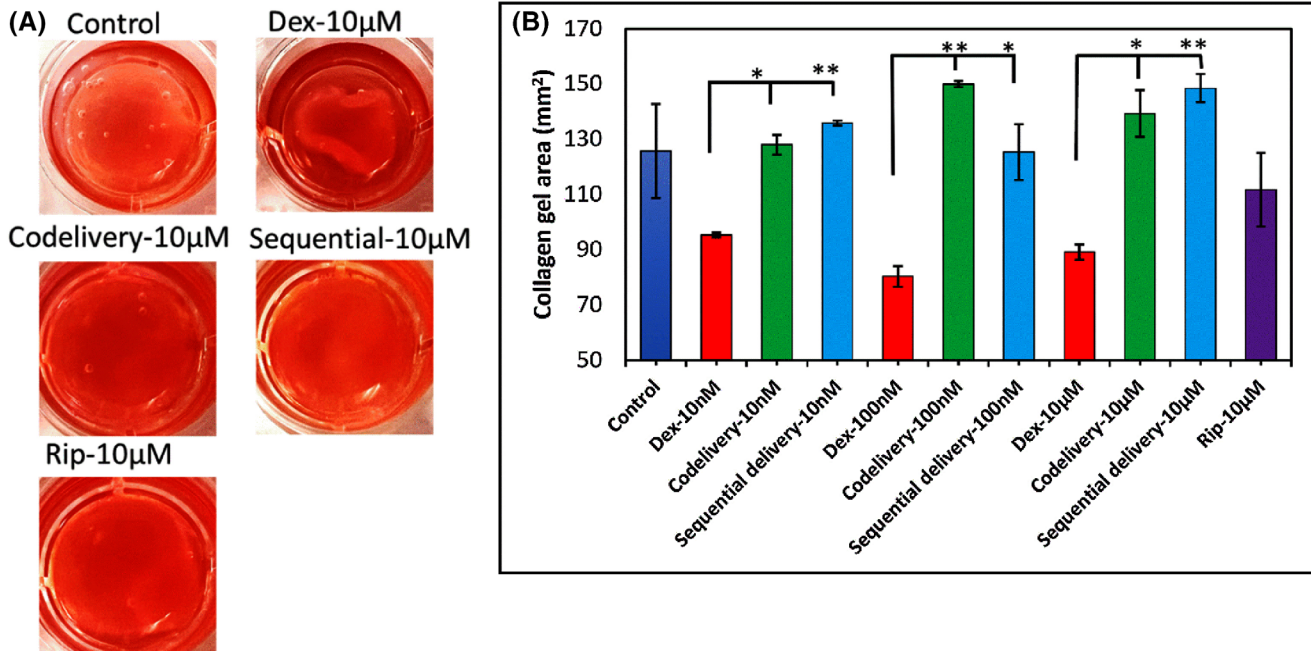 (A)
Control
Dex-10µM
Codelivery-10µM
Sequential-10µM
Rip-10µM
(B)
Collagen gel area (mm²)
170
150
130
110
90
70
50
* **
** *
* **
Control
Dex-10nM
Codelivery-10nM
Sequential delivery-10nM
Dex-100nM
Codelivery-100nM
Sequential delivery-100nM
Dex-10µM
Codelivery-10µM
Sequential delivery-10µM
Rip-10µM